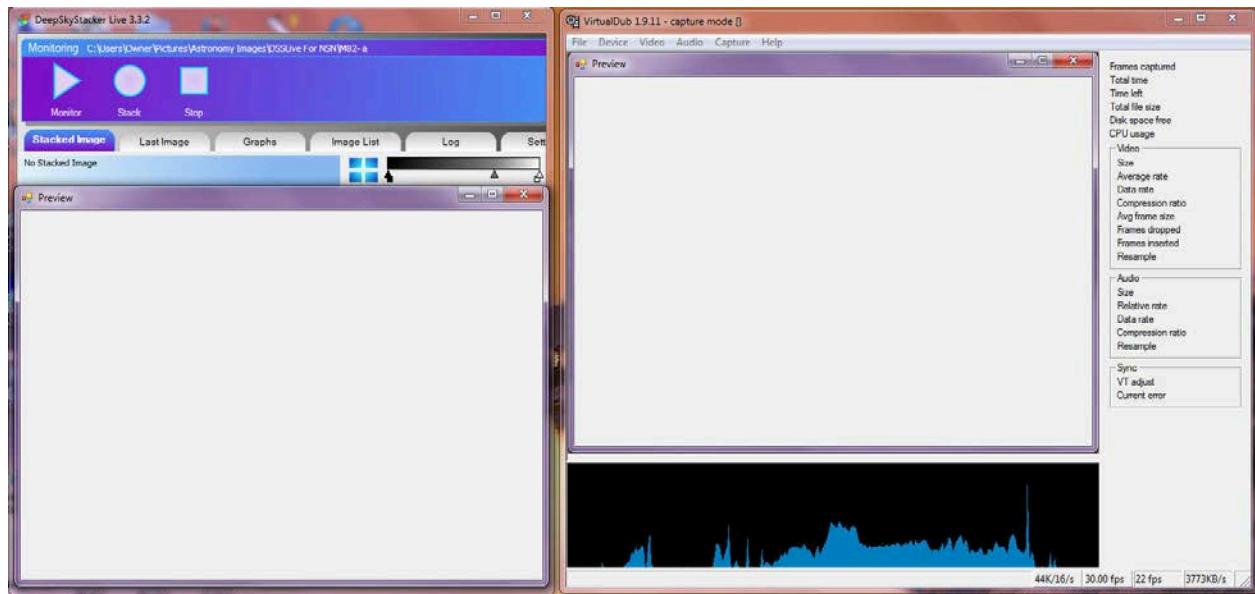 DeepSkyStacker Live 3.3.2
Monitoring C:\Users\Owner\Pictures\Astronomy Images\DSSLive For NSN\M82- a
Monitor Stack Stop
Stacked Image Last Image Graphs Image List Log Sett
No Stacked Image
Preview
VirtualDub 1.9.11 - capture mode []
File Device Video Audio Capture Help
Preview
Frames captured
Total time
Time left
Total file size
Disk space free
CPU usage
Video
Size
Average rate
Data rate
Compression ratio
Avg frame size
Frames dropped
Frames inserted
Resample
Audio
Size
Relative rate
Data rate
Compression ratio
Resample
Sync
VT adjust
Current error
44K/16/s 30.00 fps 22 fps 3773KB/s